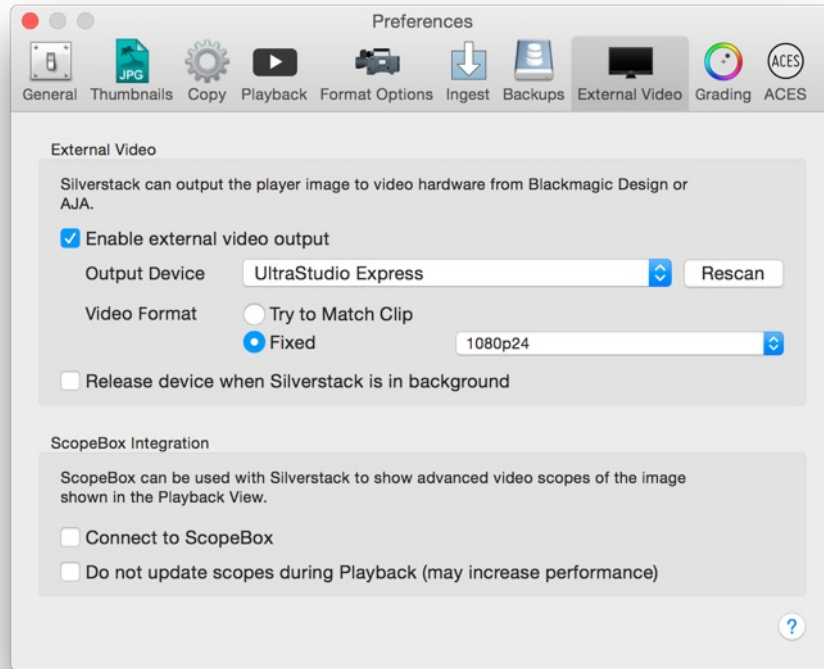 Preferences
JPG
ACES
General Thumbnails Copy Playback Format Options Ingest Backups External Video Grading ACES
External Video
Silverstack can output the player image to video hardware from Blackmagic Design or
AJA.
Enable external video output
Output Device UltraStudio Express Rescan
Video Format Try to Match Clip
Fixed 1080p24
Release device when Silverstack is in background
ScopeBox Integration
ScopeBox can be used with Silverstack to show advanced video scopes of the image
shown in the Playback View.
Connect to ScopeBox
Do not update scopes during Playback (may increase performance)
?